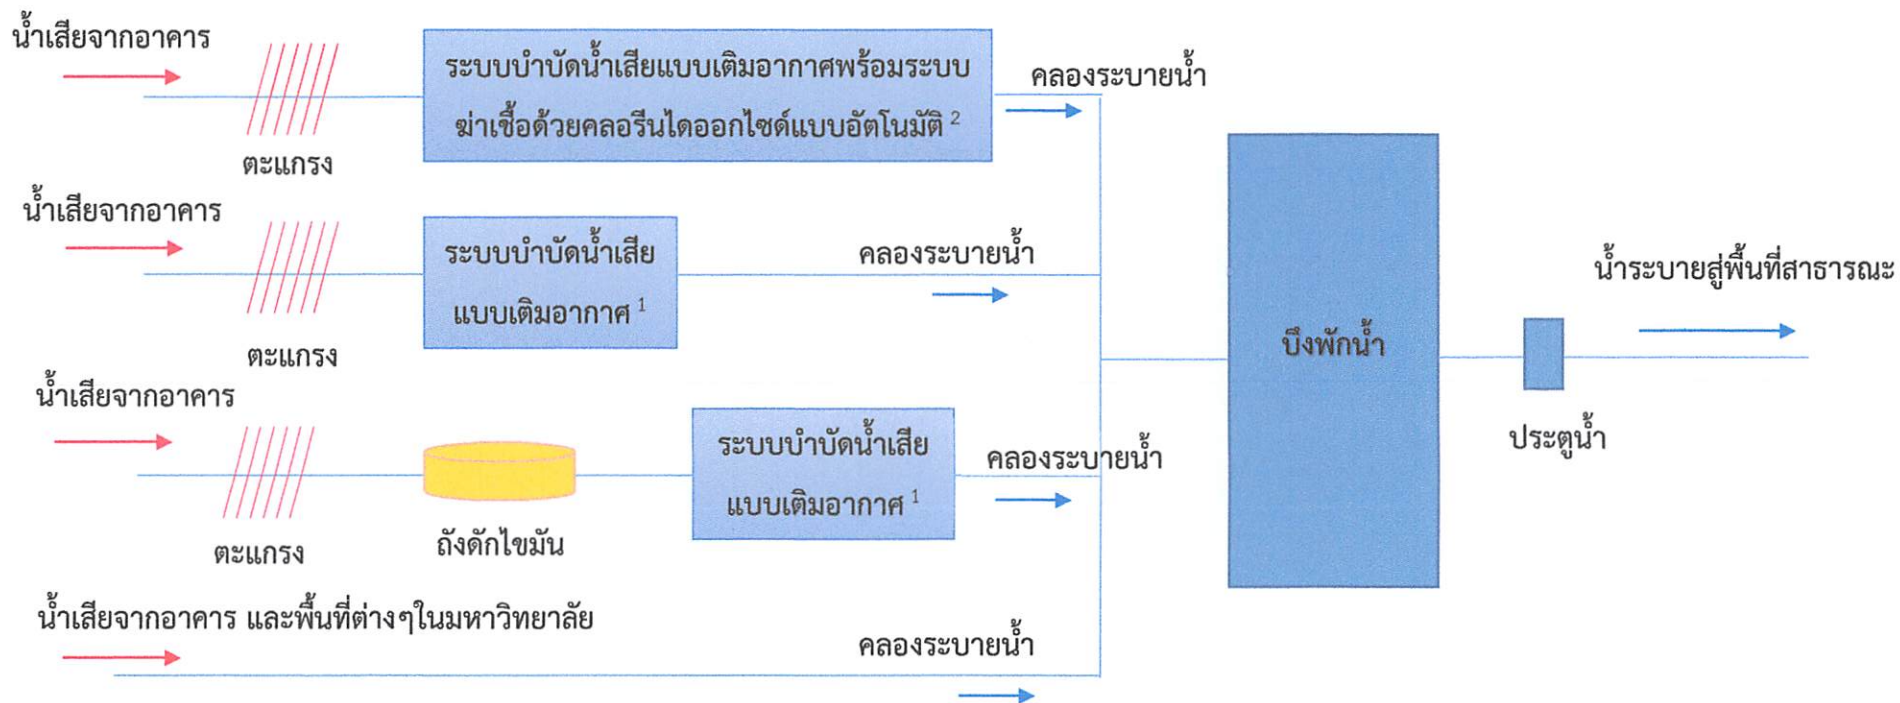 น้ำเสียจากอาคาร
ระบบบำบัดน้ำเสียแบบเติมอากาศพร้อมระบบ
ฆ่าเชื้อด้วยคลอรีนไดออกไซด์แบบอัตโนมัติ 2
คลองระบายน้ำ
ตะแกรง
น้ำเสียจากอาคาร
ระบบบำบัดน้ำเสีย
แบบเติมอากาศ 1
คลองระบายน้ำ
ตะแกรง
น้ำระบายสู่พื้นที่สาธารณะ
บึงพักน้ำ
ประตูน้ำ
น้ำเสียจากอาคาร
ระบบบำบัดน้ำเสีย
แบบเติมอากาศ 1
คลองระบายน้ำ
ตะแกรง
ถังดักไขมัน
น้ำเสียจากอาคาร และพื้นที่ต่างๆในมหาวิทยาลัย
คลองระบายน้ำ